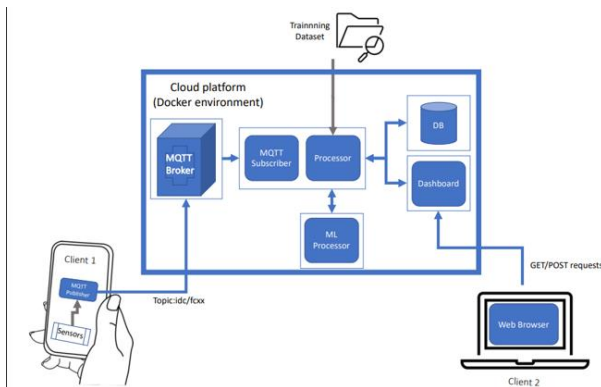 Trainnning
Dataset
Cloud platform
(Docker environment)
MQTT
Broker
MQTT
Subscriber
Processor
DB
Dashboard
ML
Processor
Client 1
MQTT
Publisher
Sensors
Topic:idc/fcxx
GET/POST requests
Web Browser
Client 2